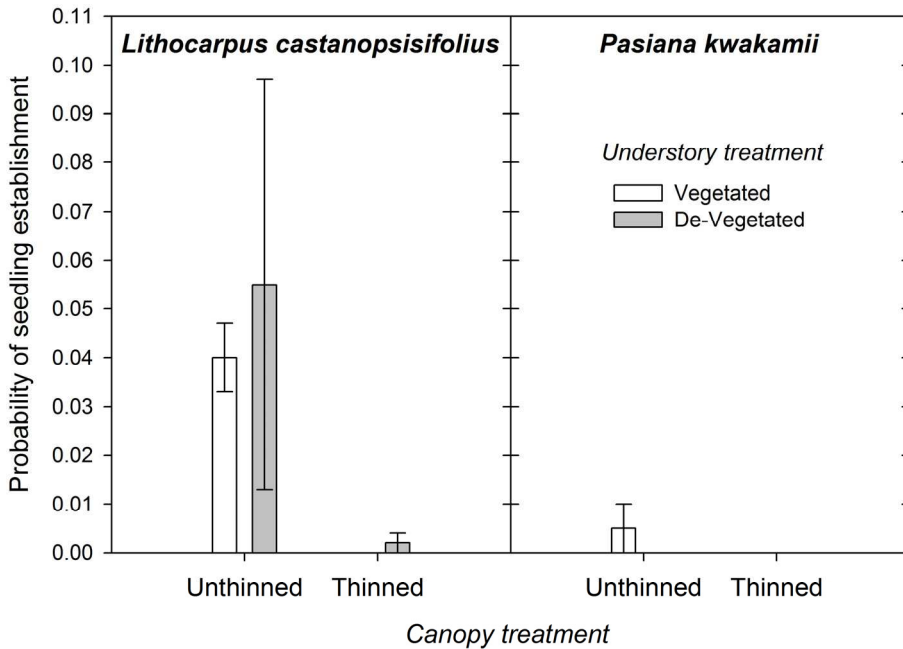 Probability of seedling establishment
0.11
0.10
0.09
0.08
0.07
0.06
0.05
0.04
0.03
0.02
0.01
0.00
Lithocarpus castanopsisifolius
Pasiana kwakamii
Understory treatment
Vegetated
De-Vegetated
Unthinned
Thinned
Unthinned
Thinned
Canopy treatment